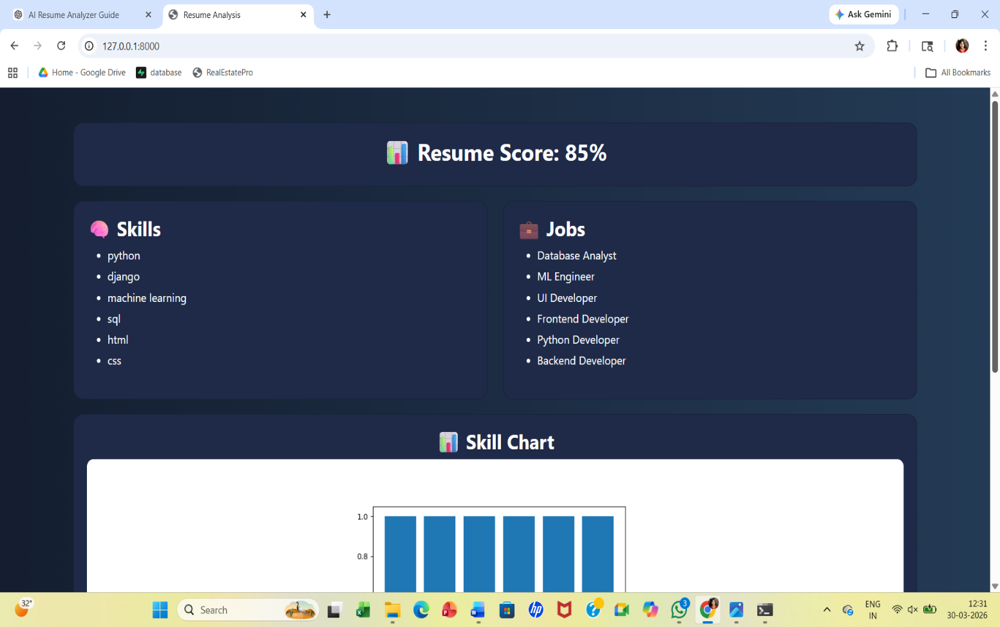 AI Resume Analyzer Guide
Resume Analysis
Ask Gemini
127.0.0.1:8000
Home - Google Drive
database
RealEstatePro
All Bookmarks
Resume Score: 85%
Skills
python
django
machine learning
sql
html
css
Jobs
Database Analyst
ML Engineer
UI Developer
Frontend Developer
Python Developer
Backend Developer
Skill Chart
1.0
0.8
32°
Search
3
ENG
IN
12:31
30-03-2026